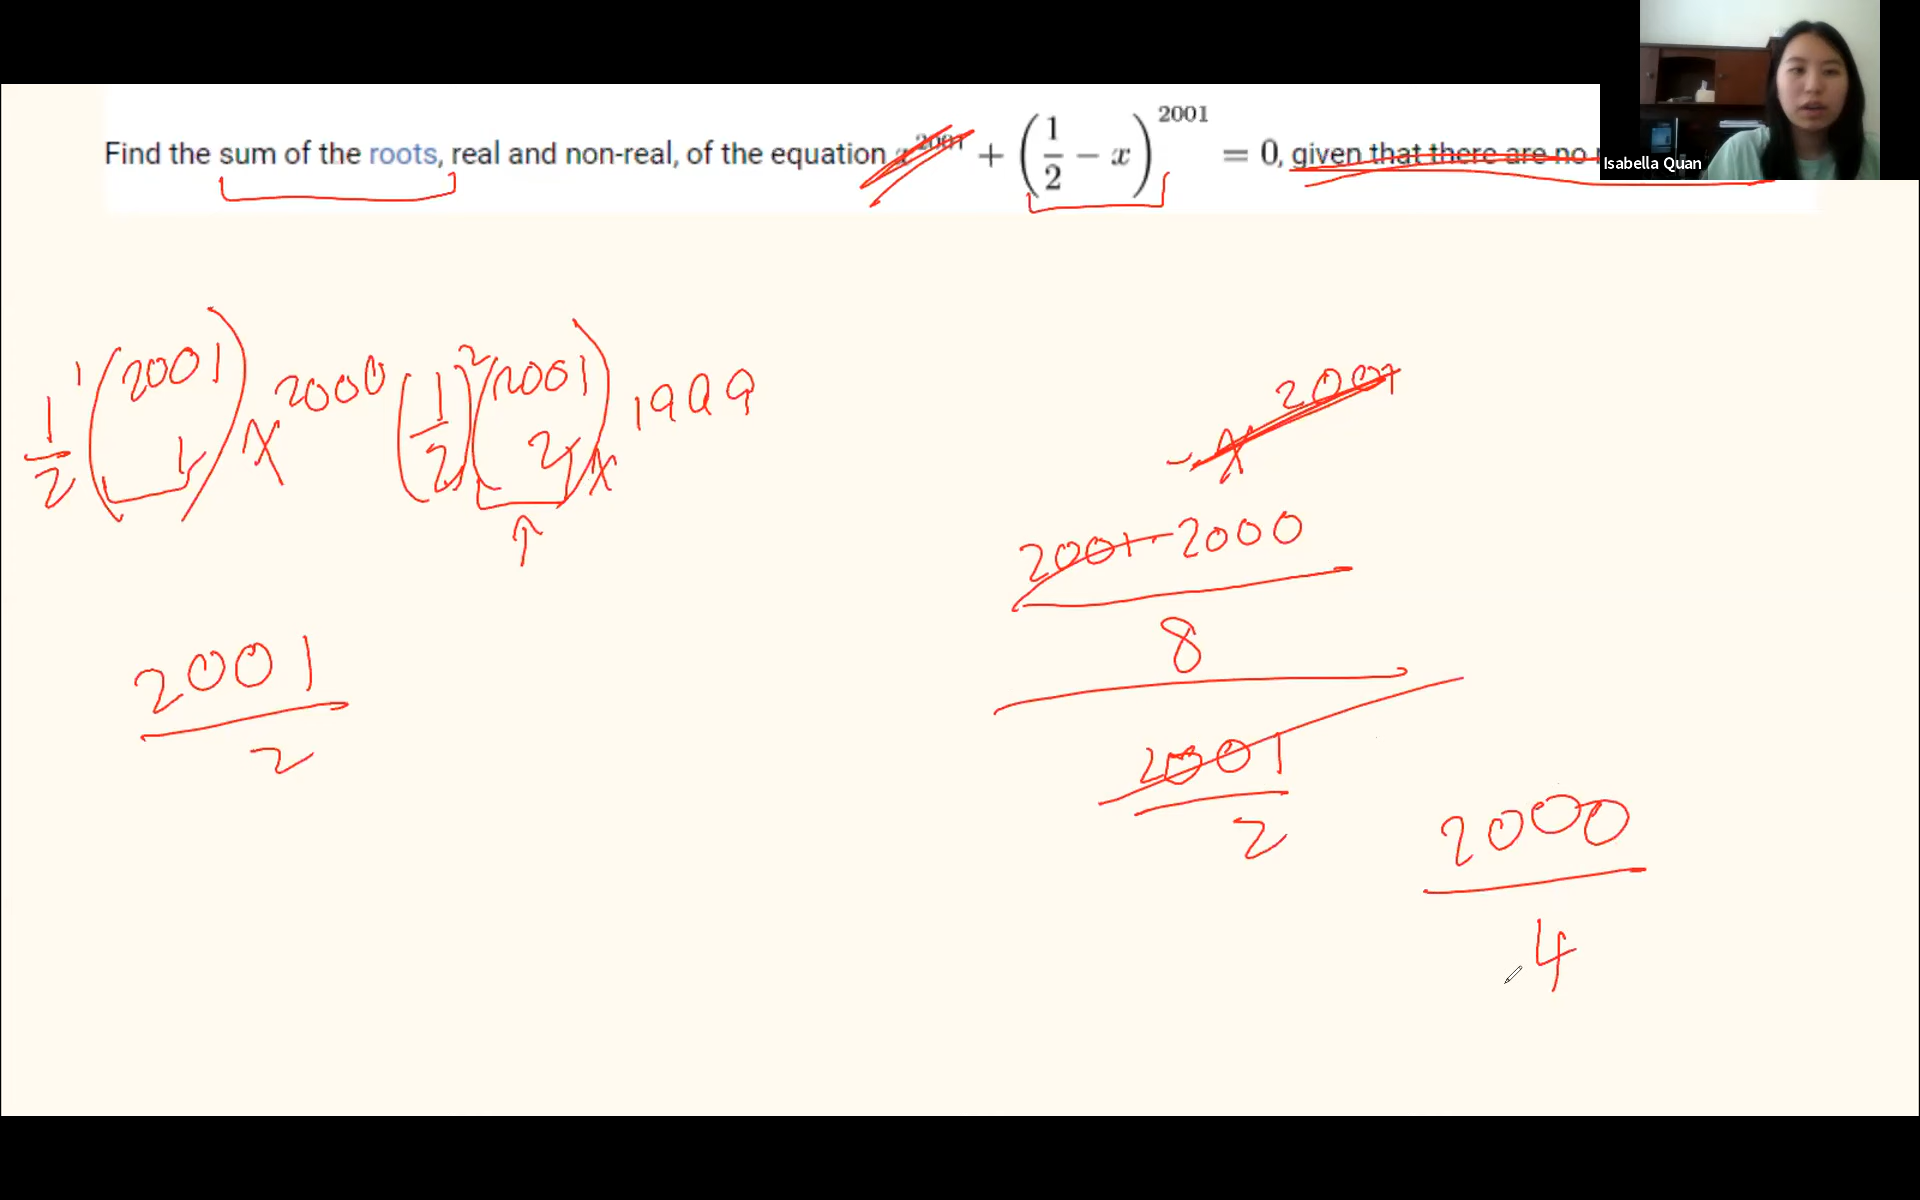 Find the sum of the roots, real and non-real, of the equation x^2001 + (1/2 − x)^2001 = 0, given that there are no
Isabella Quan
1/2^1 (2001 1) x^2000 (1/2)^2 (2001 2) x^1999
- x^2001
2001 · 2000
8
2001
2
2001
2
2000
4